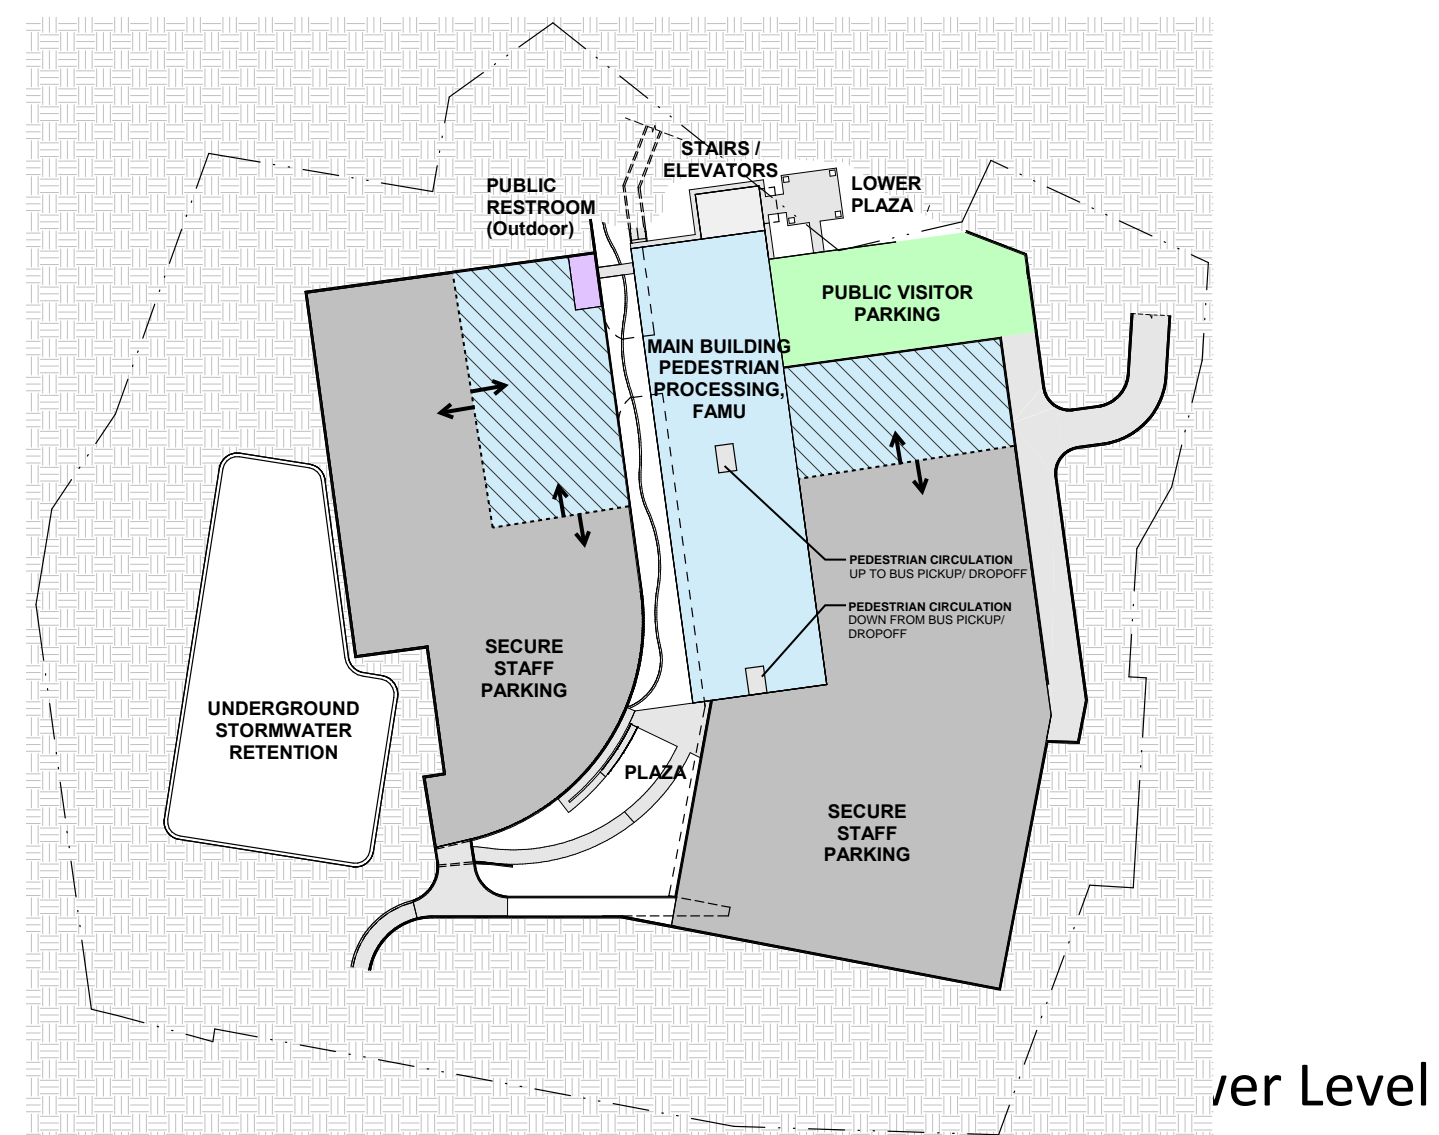 STAIRS /
ELEVATORS
PUBLIC
RESTROOM
(Outdoor)
LOWER
PLAZA
PUBLIC VISITOR
PARKING
MAIN BUILDING
PEDESTRIAN
PROCESSING,
FAMU
PEDESTRIAN CIRCULATION
UP TO BUS PICKUP/ DROPOFF
PEDESTRIAN CIRCULATION
DOWN FROM BUS PICKUP/
DROPOFF
SECURE
STAFF
PARKING
UNDERGROUND
STORMWATER
RETENTION
PLAZA
SECURE
STAFF
PARKING
Level